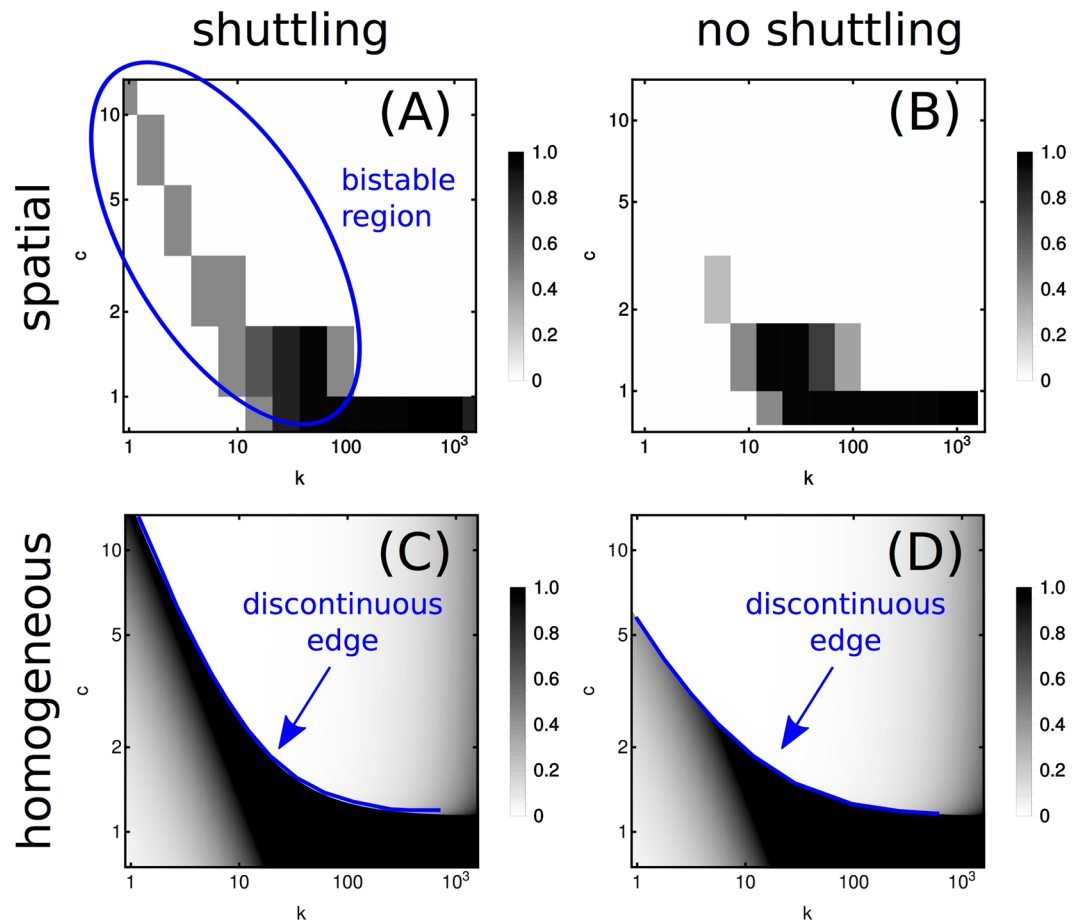 shuttling
no shuttling
spatial
homogeneous
(A)
bistable
region
10
5
2
1
c
1
10
100
10³
k
1.0
0.8
0.6
0.4
0.2
0
(B)
10
5
2
1
c
1
10
100
10³
k
1.0
0.8
0.6
0.4
0.2
0
(C)
discontinuous
edge
10
5
2
1
c
1
10
100
10³
k
1.0
0.8
0.6
0.4
0.2
0
(D)
discontinuous
edge
10
5
2
1
c
1
10
100
10³
k
1.0
0.8
0.6
0.4
0.2
0